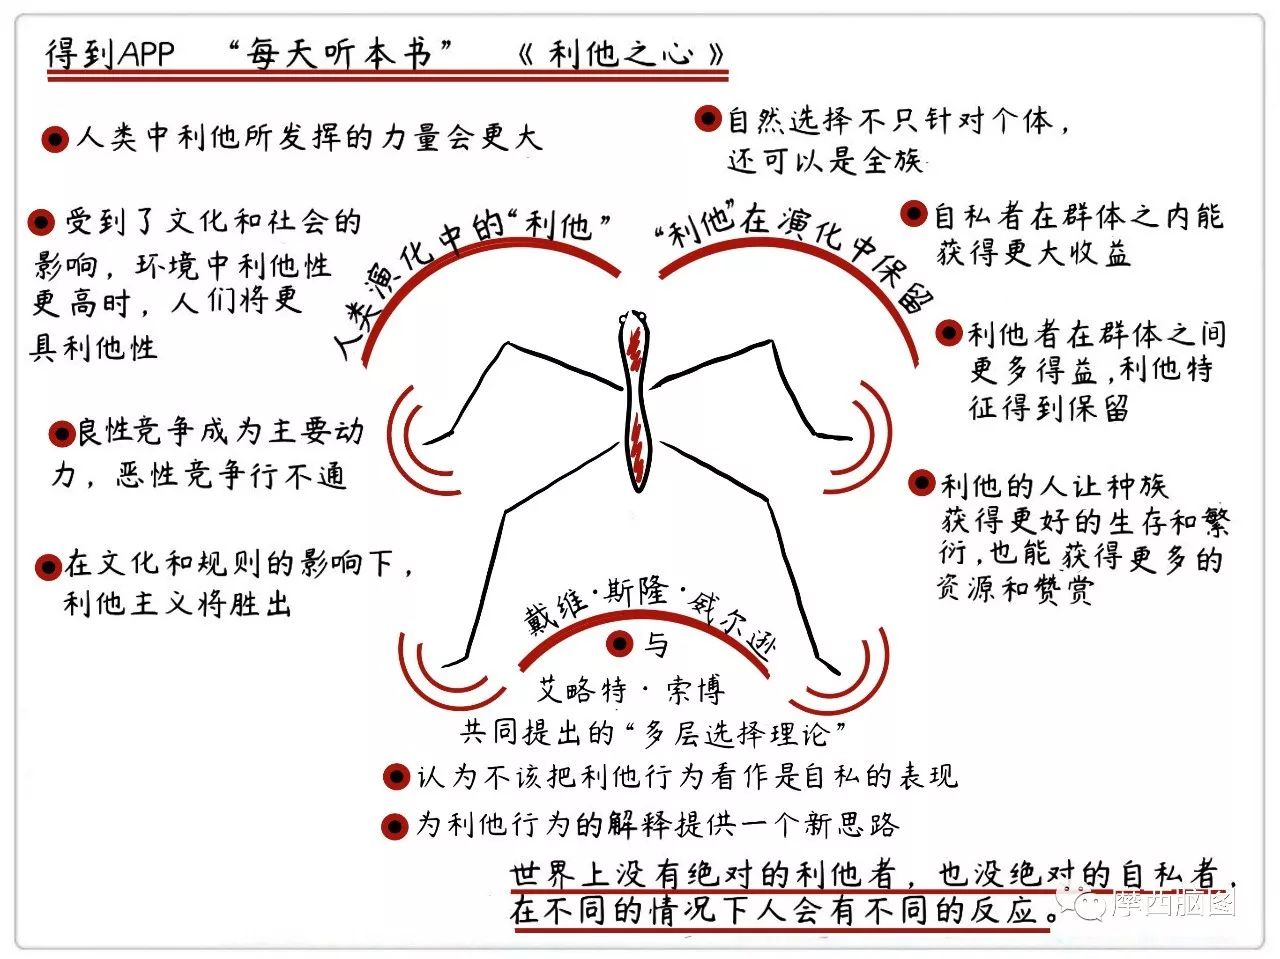 得到APP “每天听本书” 《利他之心》
人类演化中的“利他”
人类中利他所发挥的力量会更大
受到了文化和社会的
影响，环境中利他性
更高时，人们将更
具利他性
良性竞争成为主要动
力，恶性竞争行不通
在文化和规则的影响下，
利他主义将胜出
“利他”在演化中保留
自然选择不只针对个体，
还可以是全族
自私者在群体之内能
获得更大收益
利他者在群体之间
更多得益，利他特
征得到保留
利他的人让种族
获得更好的生存和繁
衍，也能获得更多的
资源和赞赏
戴维·斯隆·威尔逊
与
艾略特·索博
共同提出的“多层选择理论”
认为不该把利他行为看作是自私的表现
为利他行为的解释提供一个新思路
世界上没有绝对的利他者，也没绝对的自私者，
在不同的情况下人会有不同的反应。
摩西脑图